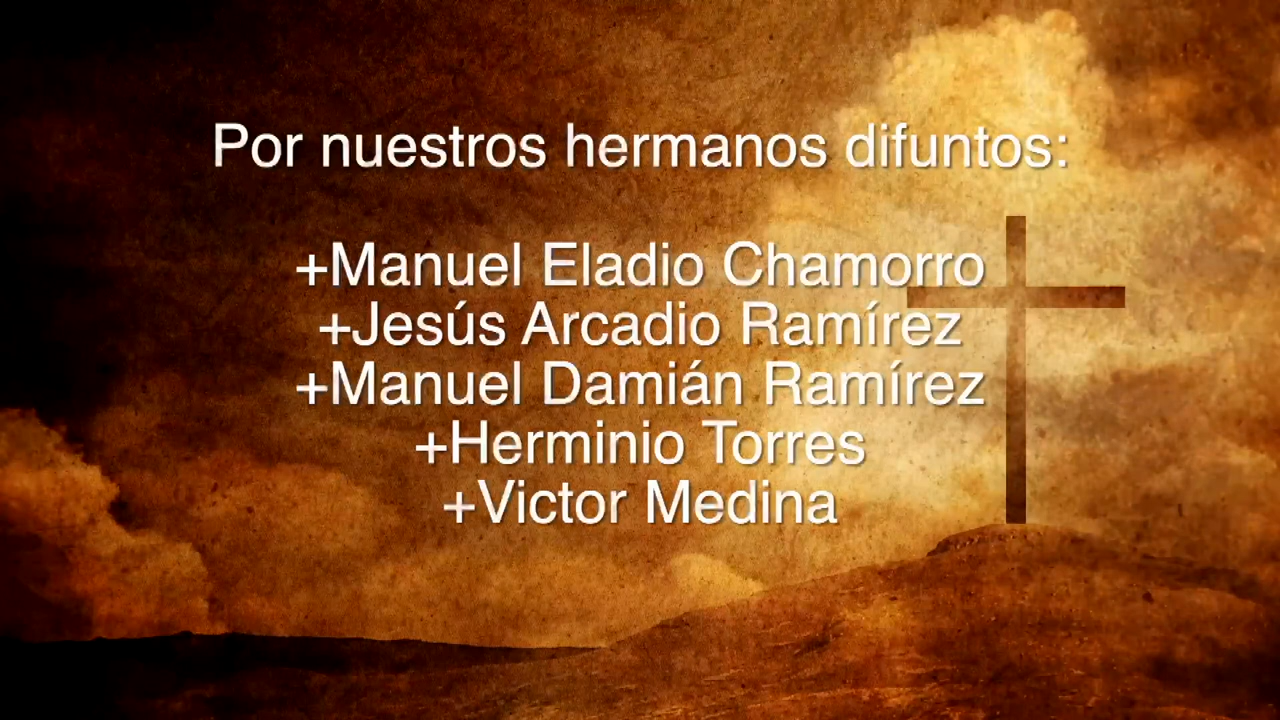 Por nuestros hermanos difuntos:
+Manuel Eladio Chamorro
+Jesús Arcadio Ramírez
+Manuel Damián Ramírez
+Herminio Torres
+Victor Medina